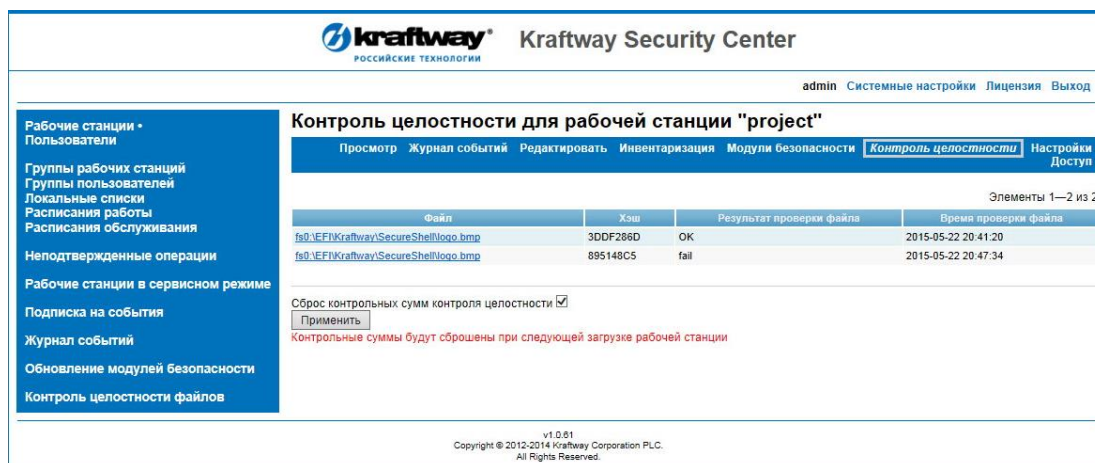 kraftway®
РОССИЙСКИЕ ТЕХНОЛОГИИ
Kraftway Security Center
admin Системные настройки Лицензия Выход
Рабочие станции •
Пользователи
Группы рабочих станций
Группы пользователей
Локальные списки
Расписания работы
Расписания обслуживания
Неподтвержденные операции
Рабочие станции в сервисном режиме
Подписка на события
Журнал событий
Обновление модулей безопасности
Контроль целостности файлов
Контроль целостности для рабочей станции "project"
Просмотр Журнал событий Редактировать Инвентаризация Модули безопасности Контроль целостности Настройки
Доступ
Элементы 1—2 из 2
Файл Хэш Результат проверки файла Время проверки файла
fs0:\EFI\Kraftway\SecureShell\logo.bmp 3DDF286D OK 2015-05-22 20:41:20
fs0:\EFI\Kraftway\SecureShell\logo.bmp 895148C5 fail 2015-05-22 20:47:34
Сброс контрольных сумм контроля целостности
Применить
Контрольные суммы будут сброшены при следующей загрузке рабочей станции
v1.0.61
Copyright © 2012-2014 Kraftway Corporation PLC.
All Rights Reserved.